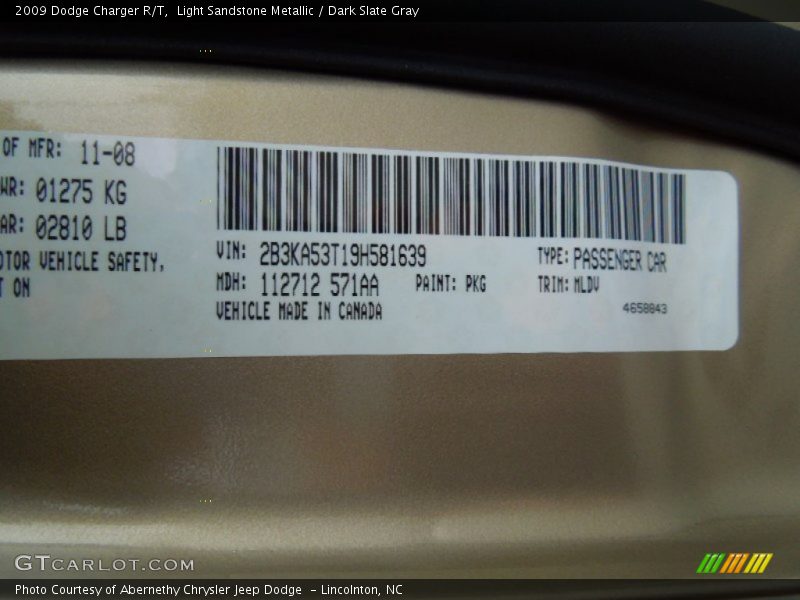 2009 Dodge Charger R/T,  Light Sandstone Metallic / Dark Slate Gray
OF MFR: 11-08
WR: 01275 KG
AR: 02810 LB
OTOR VEHICLE SAFETY,
T ON
VIN: 2B3KA53T19H581639
TYPE: PASSENGER CAR
MDH: 112712 571AA
PAINT: PKG
TRIM: MLDV
VEHICLE MADE IN CANADA
4658843
GTCARLOT.COM
Photo Courtesy of Abernethy Chrysler Jeep Dodge  - Lincolnton, NC